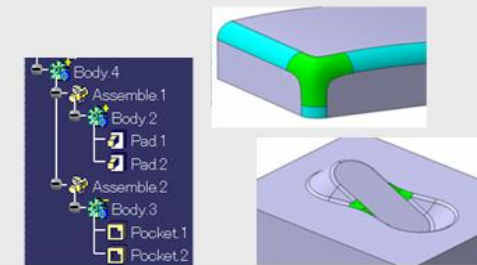 Body.4
Assemble.1
Body.2
Pad.1
Pad.2
Assemble.2
Body.3
Pocket.1
Pocket.2